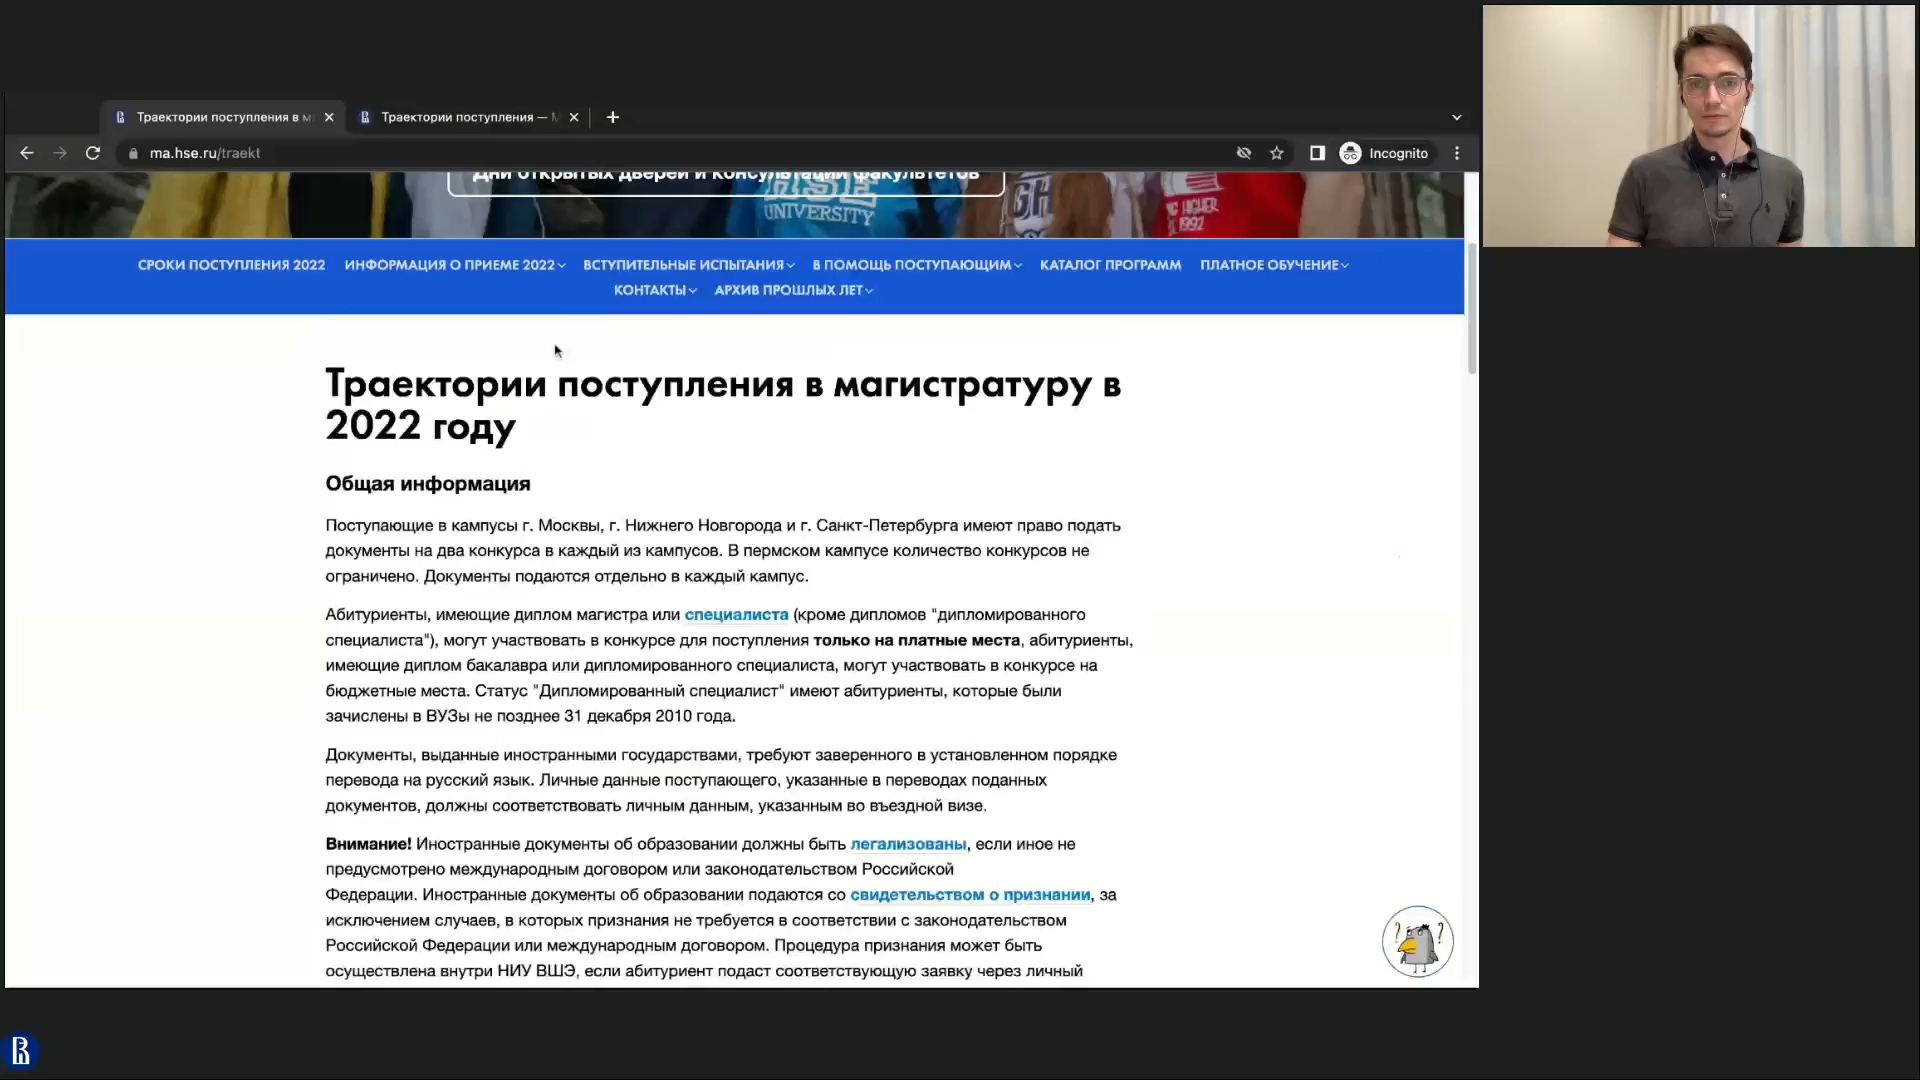 Траектории поступления в м
Траектории поступления — М
ma.hse.ru/traekt
Incognito
Дни открытых дверей и консультации факультетов
HSE
UNIVERSITY
HIGHER
1992
СРОКИ ПОСТУПЛЕНИЯ 2022 ИНФОРМАЦИЯ О ПРИЕМЕ 2022 ВСТУПИТЕЛЬНЫЕ ИСПЫТАНИЯ В ПОМОЩЬ ПОСТУПАЮЩИМ КАТАЛОГ ПРОГРАММ ПЛАТНОЕ ОБУЧЕНИЕ
КОНТАКТЫ АРХИВ ПРОШЛЫХ ЛЕТ
Траектории поступления в магистратуру в
2022 году
Общая информация
Поступающие в кампусы г. Москвы, г. Нижнего Новгорода и г. Санкт-Петербурга имеют право подать
документы на два конкурса в каждый из кампусов. В пермском кампусе количество конкурсов не
ограничено. Документы подаются отдельно в каждый кампус.
Абитуриенты, имеющие диплом магистра или специалиста (кроме дипломов "дипломированного
специалиста"), могут участвовать в конкурсе для поступления только на платные места, абитуриенты,
имеющие диплом бакалавра или дипломированного специалиста, могут участвовать в конкурсе на
бюджетные места. Статус "Дипломированный специалист" имеют абитуриенты, которые были
зачислены в ВУЗы не позднее 31 декабря 2010 года.
Документы, выданные иностранными государствами, требуют заверенного в установленном порядке
перевода на русский язык. Личные данные поступающего, указанные в переводах поданных
документов, должны соответствовать личным данным, указанным во въездной визе.
Внимание! Иностранные документы об образовании должны быть легализованы, если иное не
предусмотрено международным договором или законодательством Российской
Федерации. Иностранные документы об образовании подаются со свидетельством о признании, за
исключением случаев, в которых признания не требуется в соответствии с законодательством
Российской Федерации или международным договором. Процедура признания может быть
осуществлена внутри НИУ ВШЭ, если абитуриент подаст соответствующую заявку через личный